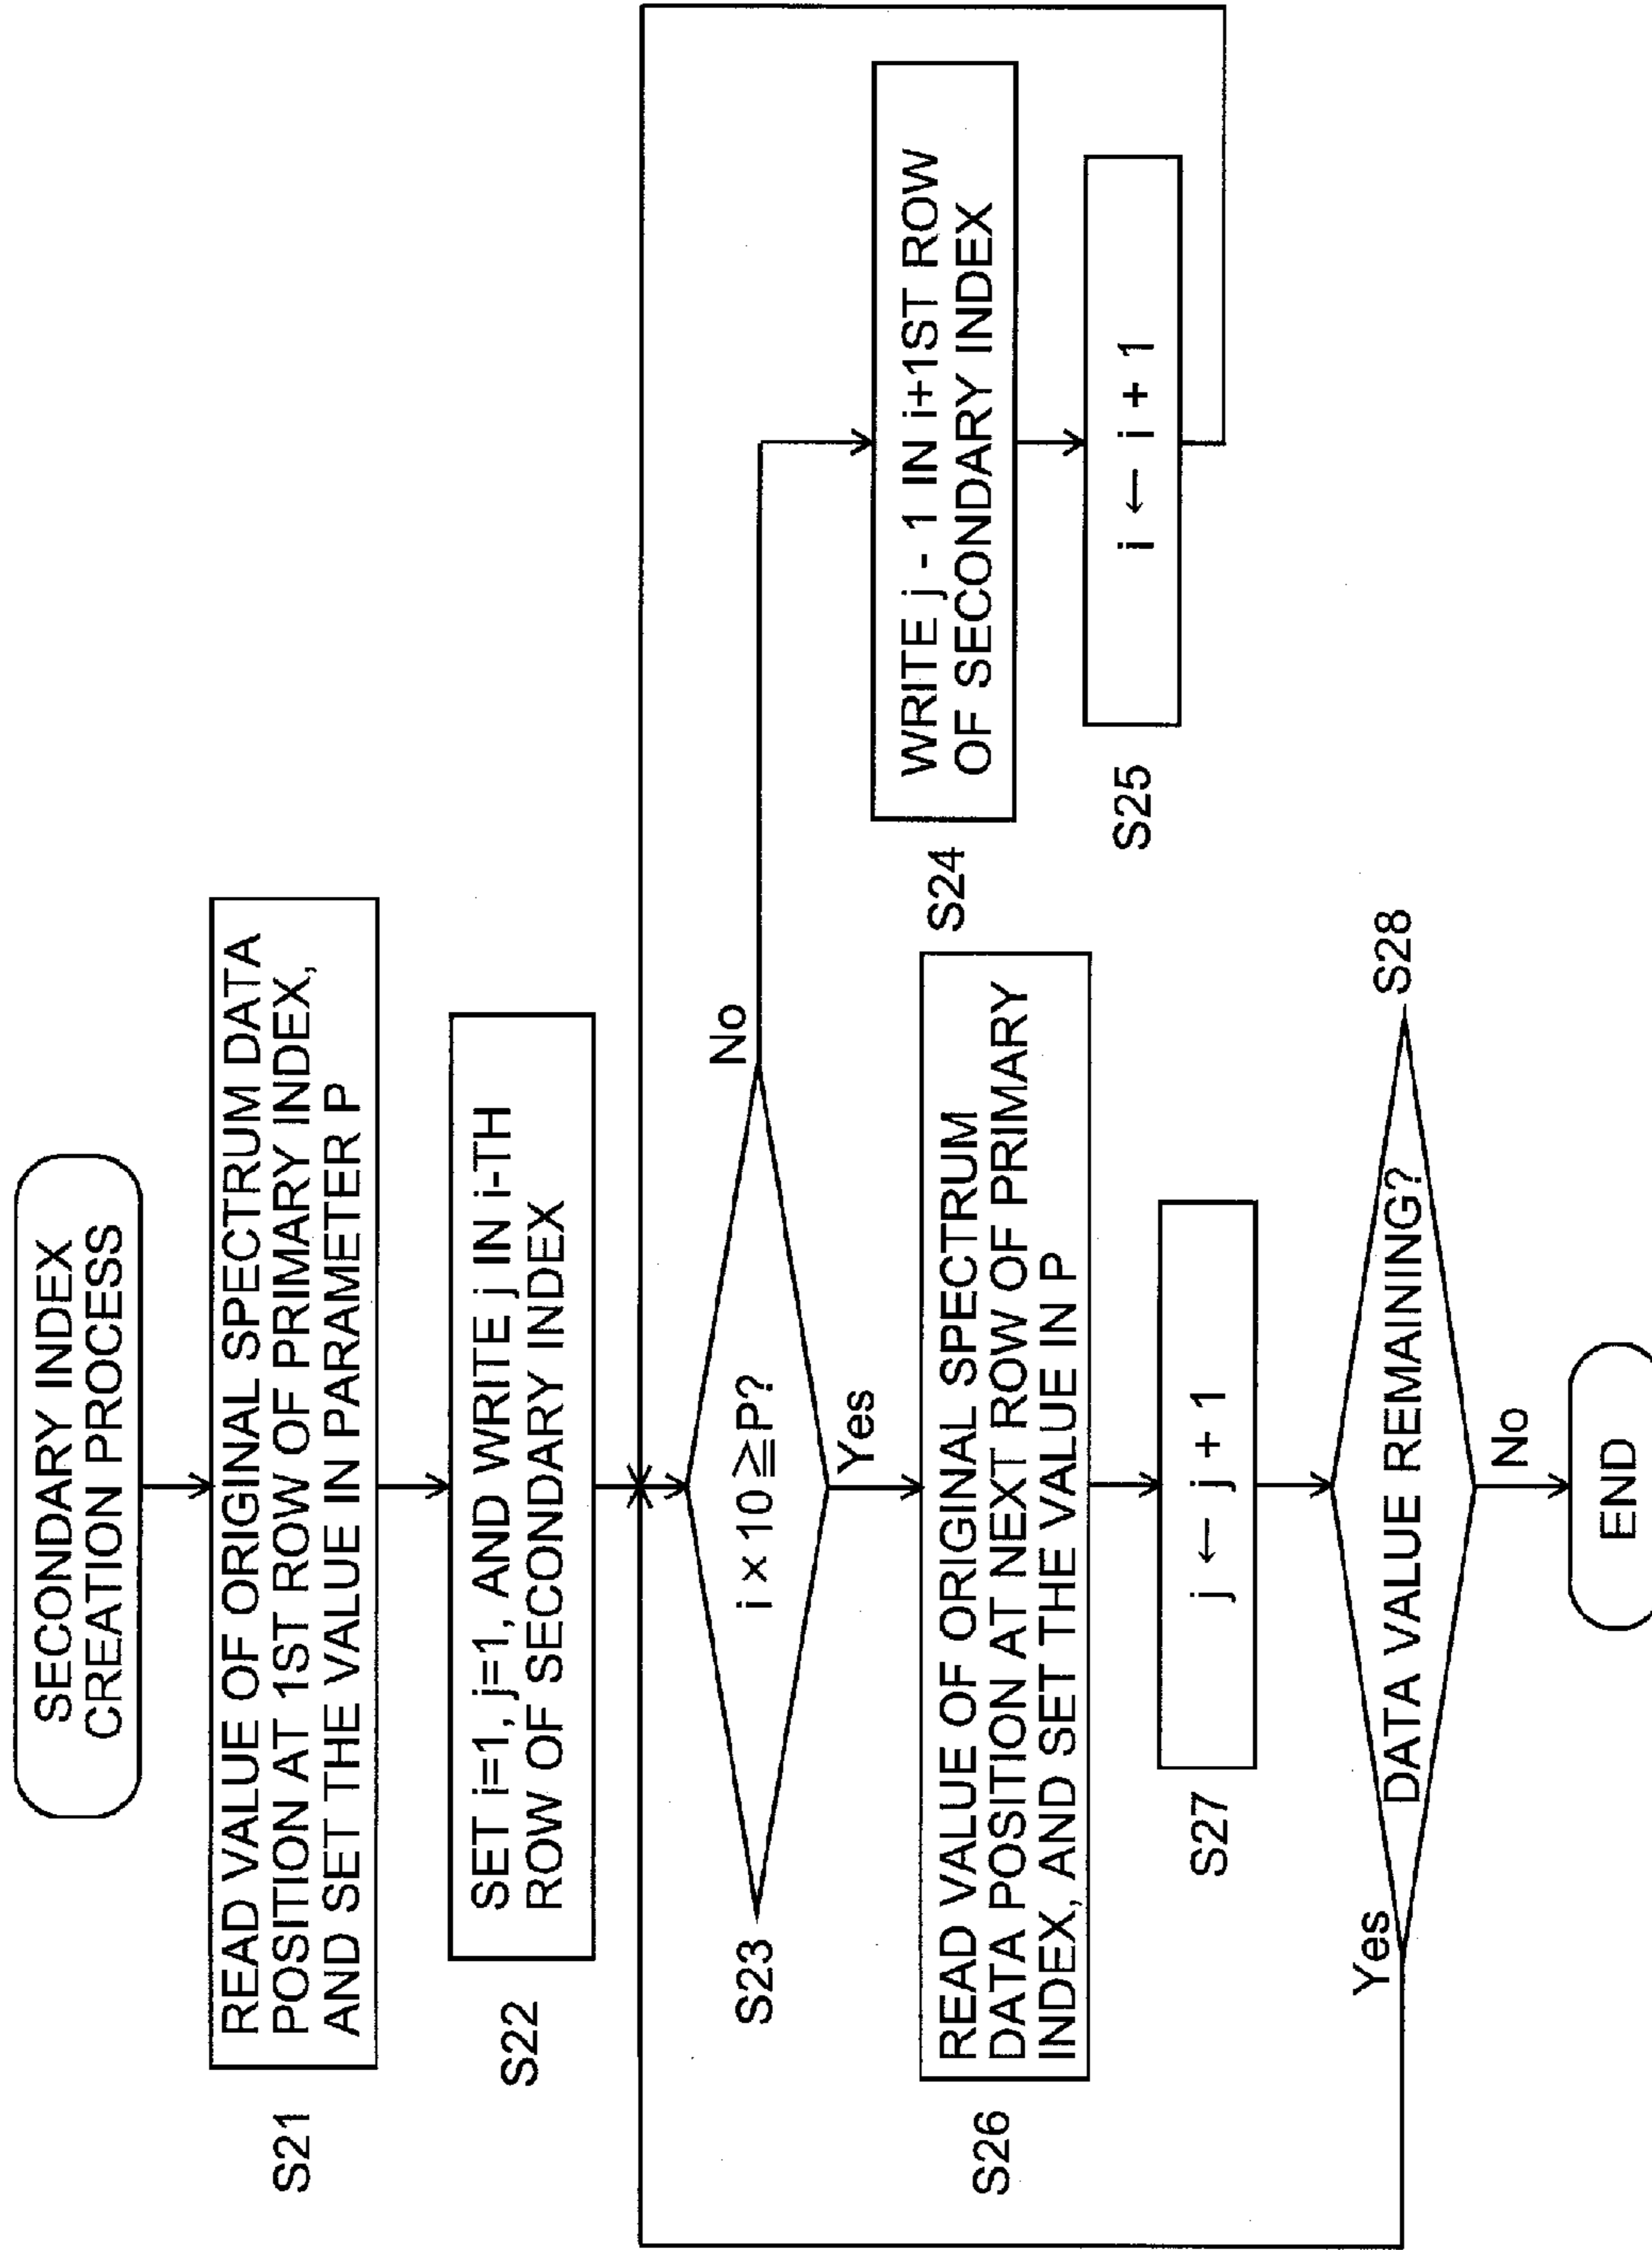 SECONDARY INDEX
CREATION PROCESS
S21
READ VALUE OF ORIGINAL SPECTRUM DATA
POSITION AT 1ST ROW OF PRIMARY INDEX,
AND SET THE VALUE IN PARAMETER P
S22
SET i=1, j=1, AND WRITE j IN i-TH
ROW OF SECONDARY INDEX
S23
i × 10 ≧P?
No
Yes
S24
WRITE j - 1 IN i+1ST ROW
OF SECONDARY INDEX
S25
i ← i + 1
S26
READ VALUE OF ORIGINAL SPECTRUM
DATA POSITION AT NEXT ROW OF PRIMARY
INDEX, AND SET THE VALUE IN P
S27
j ← j + 1
Yes
DATA VALUE REMAINING?
S28
No
END